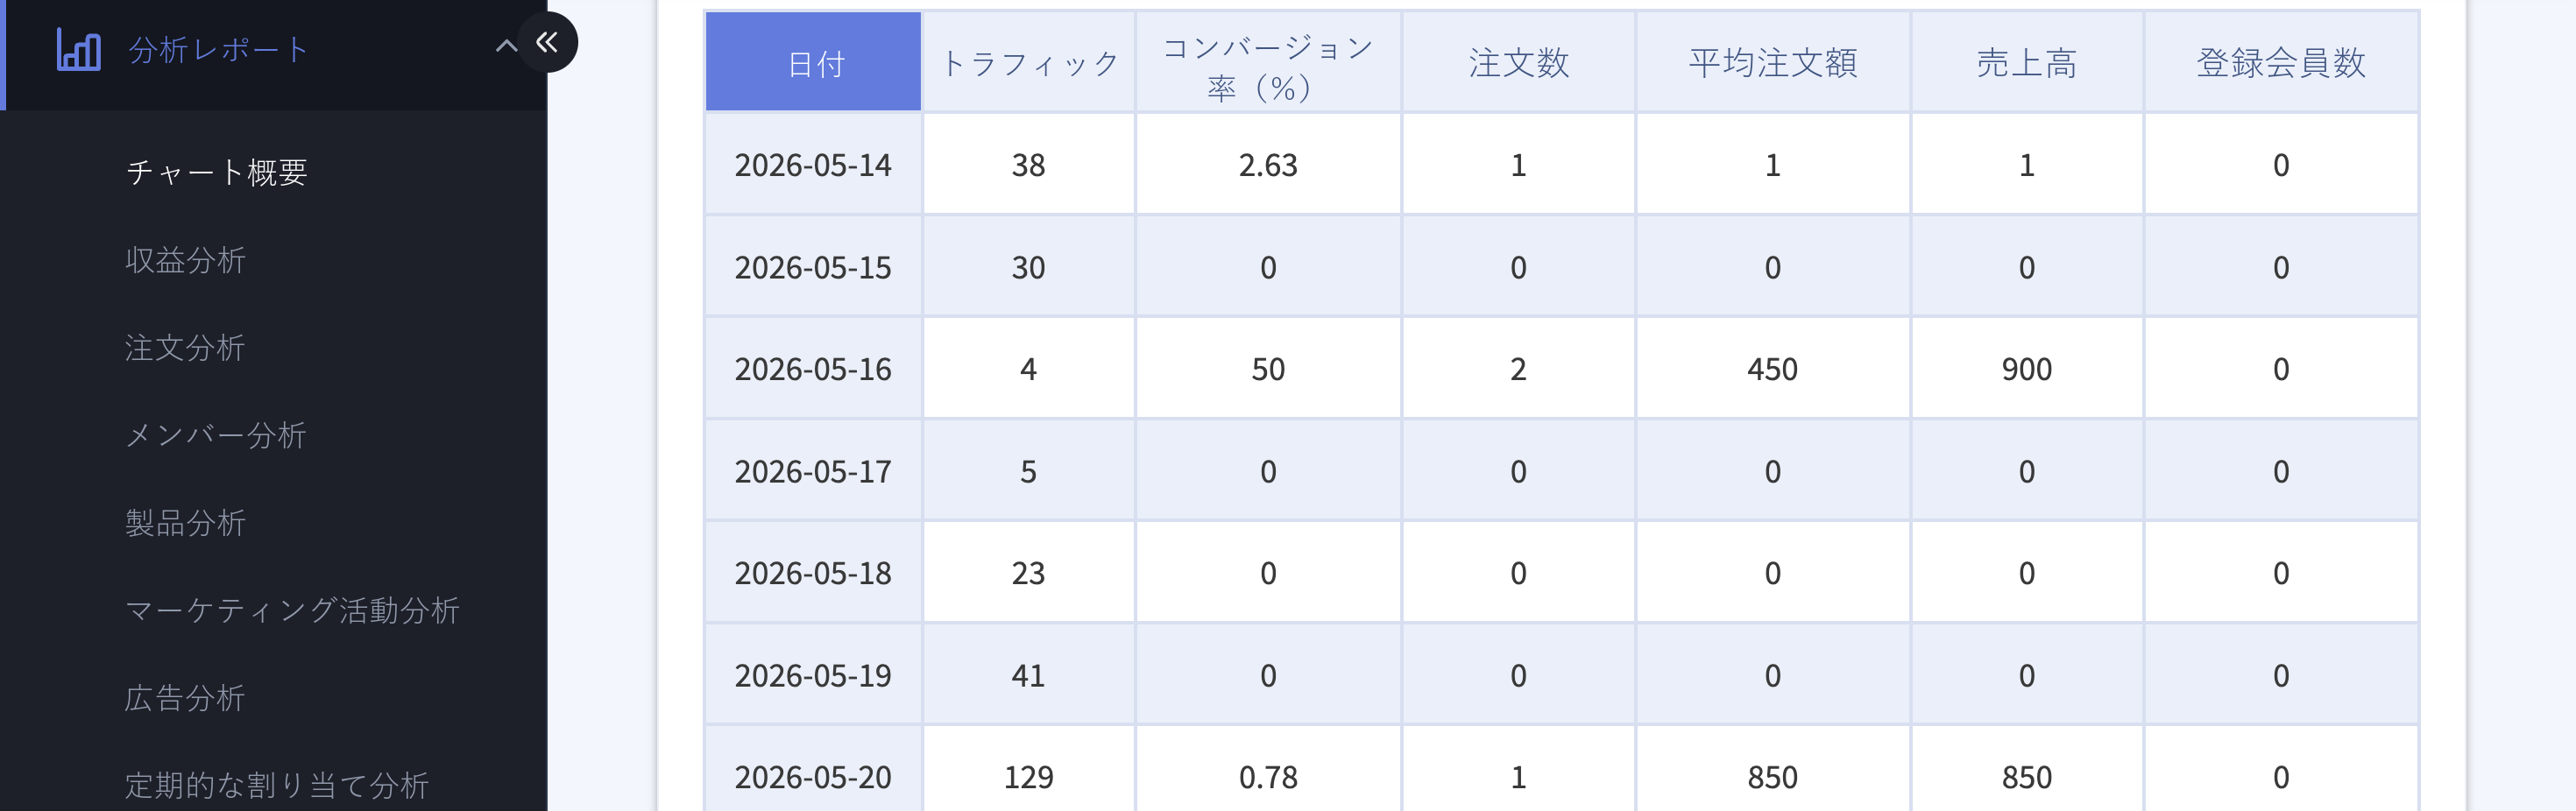 分析レポート
チャート概要
収益分析
注文分析
メンバー分析
製品分析
マーケティング活動分析
広告分析
定期的な割り当て分析
日付 トラフィック コンバージョン率（%） 注文数 平均注文額 売上高 登録会員数
2026-05-14 38 2.63 1 1 1 0
2026-05-15 30 0 0 0 0 0
2026-05-16 4 50 2 450 900 0
2026-05-17 5 0 0 0 0 0
2026-05-18 23 0 0 0 0 0
2026-05-19 41 0 0 0 0 0
2026-05-20 129 0.78 1 850 850 0